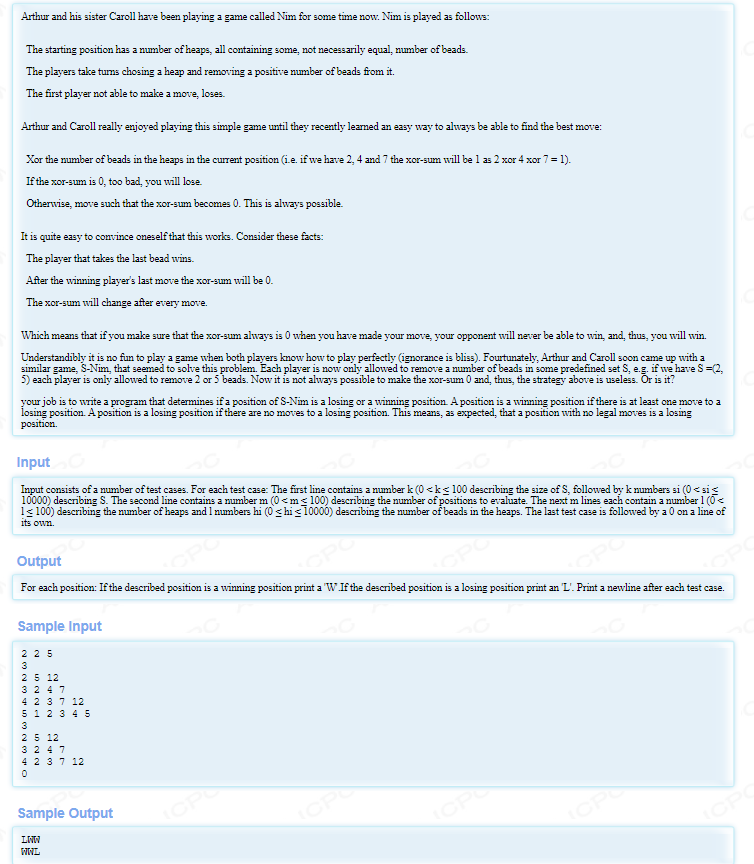 Arthur and his sister Caroll have been playing a game called Nim for some time now. Nim is played as follows:
The starting position has a number of heaps, all containing some, not necessarily equal, number of beads.
The players take turns chosing a heap and removing a positive number of beads from it.
The first player not able to make a move, loses.
Arthur and Caroll really enjoyed playing this simple game until they recently learned an easy way to always be able to find the best move:
Xor the number of beads in the heaps in the current position (i.e. if we have 2, 4 and 7 the xor-sum will be 1 as 2 xor 4 xor 7 = 1).
If the xor-sum is 0, too bad, you will lose.
Otherwise, move such that the xor-sum becomes 0. This is always possible.
It is quite easy to convince oneself that this works. Consider these facts:
The player that takes the last bead wins.
After the winning player's last move the xor-sum will be 0.
The xor-sum will change after every move.
Which means that if you make sure that the xor-sum always is 0 when you have made your move, your opponent will never be able to win, and, thus, you will win.
Understandibly it is no fun to play a game when both players know how to play perfectly (ignorance is bliss). Fourtunately, Arthur and Caroll soon came up with a
similar game, S-Nim, that seemed to solve this problem. Each player is now only allowed to remove a number of beads in some predefined set S, e.g. if we have S =(2,
5) each player is only allowed to remove 2 or 5 beads. Now it is not always possible to make the xor-sum 0 and, thus, the strategy above is useless. Or is it?
your job is to write a program that determines if a position of S-Nim is a losing or a winning position. A position is a winning position if there is at least one move to a
losing position. A position is a losing position if there are no moves to a losing position. This means, as expected, that a position with no legal moves is a losing
position.
Input
Input consists of a number of test cases. For each test case: The first line contains a number k (0 < k ≤ 100 describing the size of S, followed by k numbers si (0 < si ≤
10000) describing S. The second line contains a number m (0 < m ≤ 100) describing the number of positions to evaluate. The next m lines each contain a number l (0 <
l ≤ 100) describing the number of heaps and l numbers hi (0 ≤ hi ≤ 10000) describing the number of beads in the heaps. The last test case is followed by a 0 on a line of
its own.
Output
For each position: If the described position is a winning position print a 'W'.If the described position is a losing position print an 'L'. Print a newline after each test case.
Sample Input
2 2 5
3
2 5 12
3 2 4 7
4 2 3 7 12
5 1 2 3 4 5
3
2 5 12
3 2 4 7
4 2 3 7 12
0
Sample Output
LWW
WWL